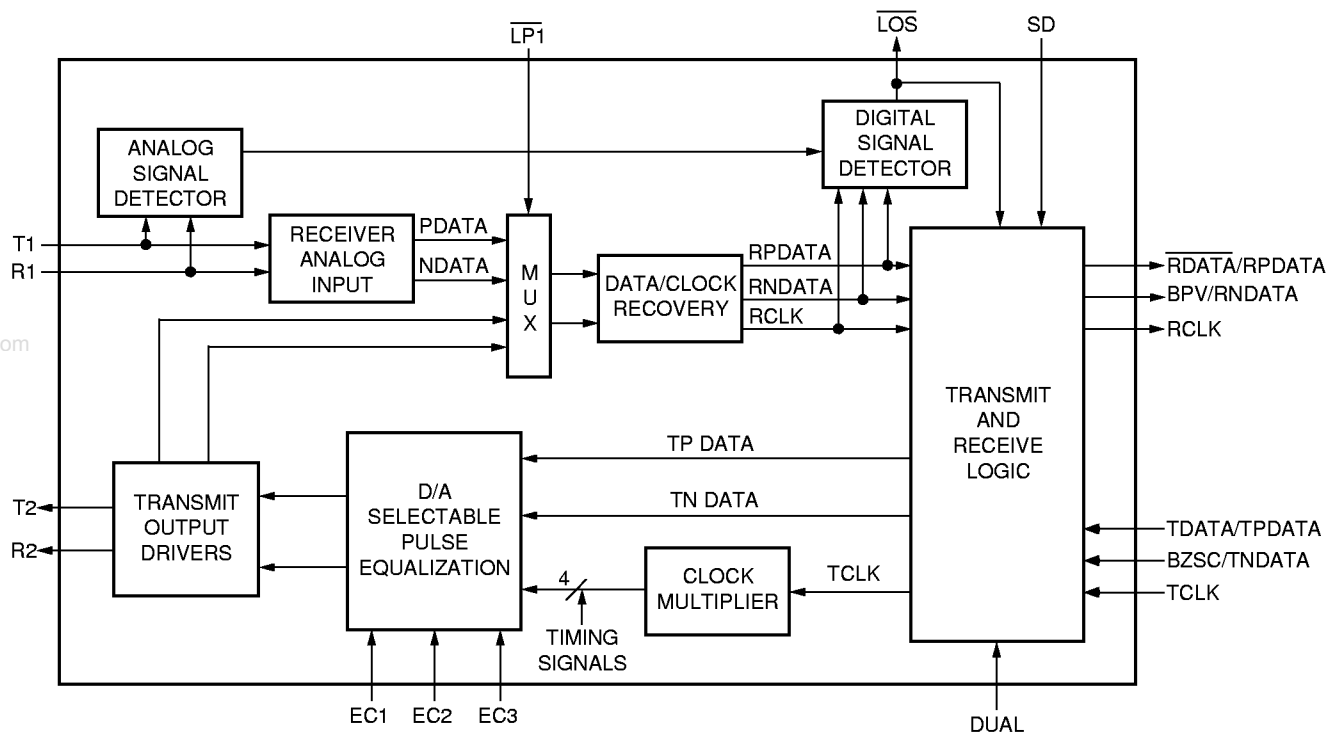 LP1
LOS
SD
ANALOG
SIGNAL
DETECTOR
DIGITAL
SIGNAL
DETECTOR
T1
R1
RECEIVER
ANALOG
INPUT
PDATA
NDATA
MUX
DATA/CLOCK
RECOVERY
RPDATA
RNDATA
RCLK
RDATA/RPDATA
BPV/RNDATA
RCLK
om
TRANSMIT
AND
RECEIVE
LOGIC
TP DATA
TN DATA
D/A
SELECTABLE
PULSE
EQUALIZATION
TRANSMIT
OUTPUT
DRIVERS
T2
R2
TDATA/TPDATA
BZSC/TNDATA
TCLK
4
CLOCK
MULTIPLIER
TCLK
TIMING
SIGNALS
EC1
EC2
EC3
DUAL